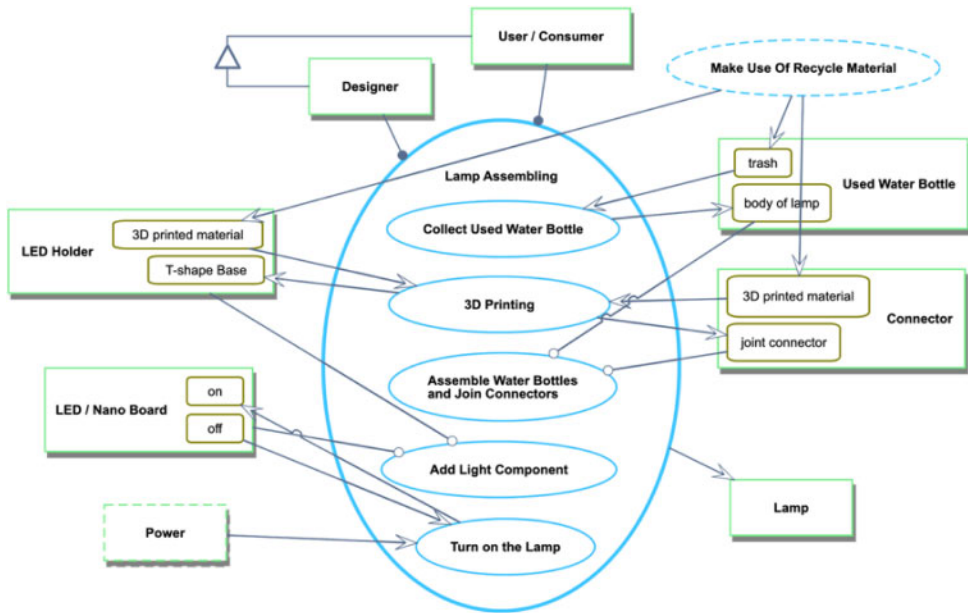 User / Consumer
Designer
Make Use Of Recycle Material
Lamp Assembling
trash
Used Water Bottle
body of lamp
Collect Used Water Bottle
3D printed material
LED Holder
T-shape Base
3D Printing
3D printed material
Connector
joint connector
Assemble Water Bottles
and Join Connectors
on
LED / Nano Board
off
Add Light Component
Lamp
Power
Turn on the Lamp